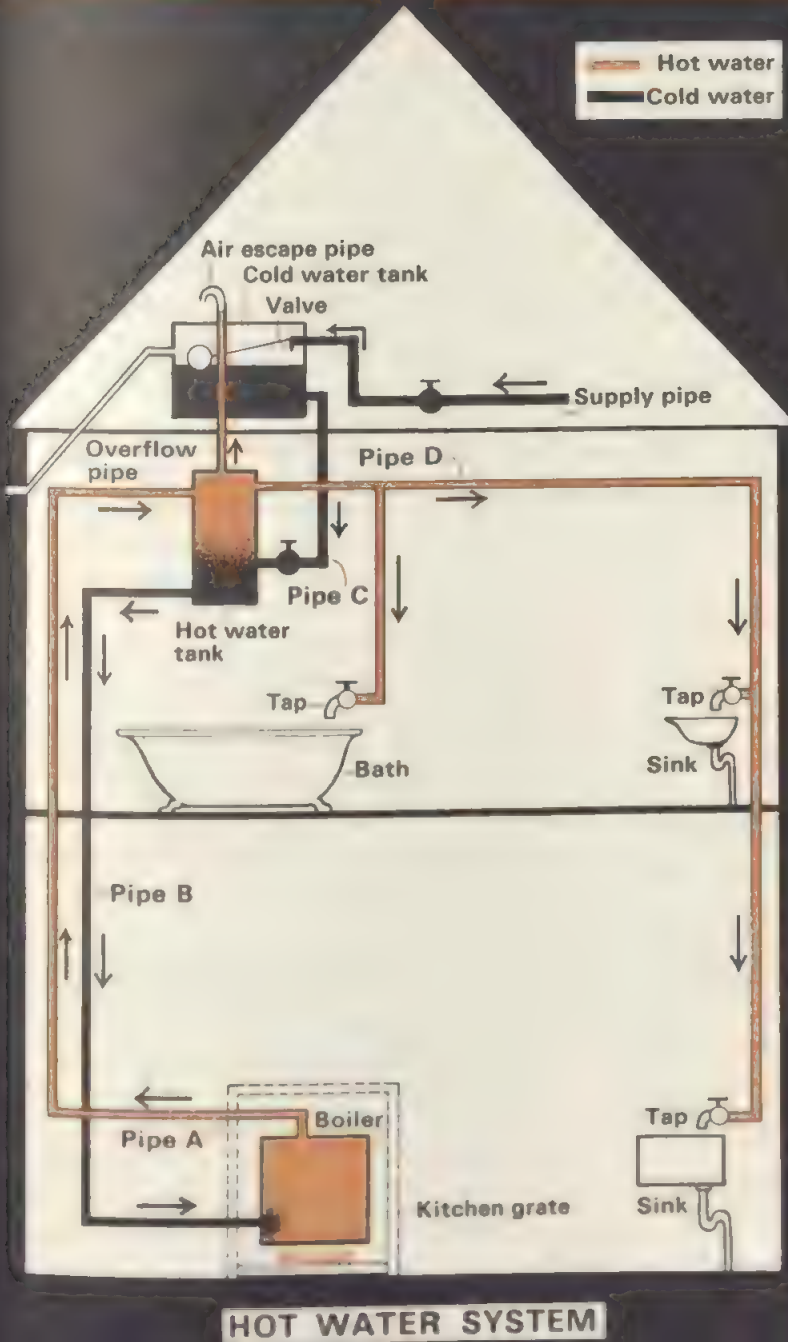 Hot water
Cold water
Air escape pipe
Cold water tank
Valve
Supply pipe
Overflow
pipe
Pipe D
Pipe C
Hot water
tank
Tap
Tap
Bath
Sink
Pipe B
Boiler
Pipe A
Tap
Kitchen grate
Sink
HOT WATER SYSTEM